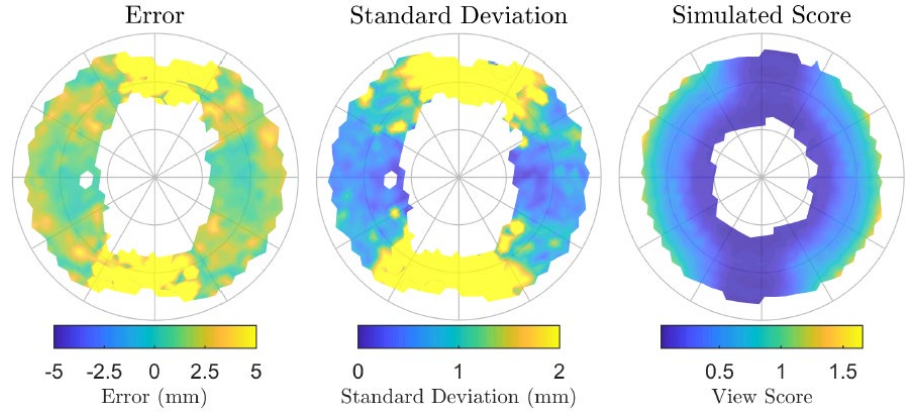 Error
Standard Deviation
Simulated Score
-5 -2.5 0 2.5 5
0 1 2
0.5 1 1.5
Error (mm)
Standard Deviation (mm)
View Score